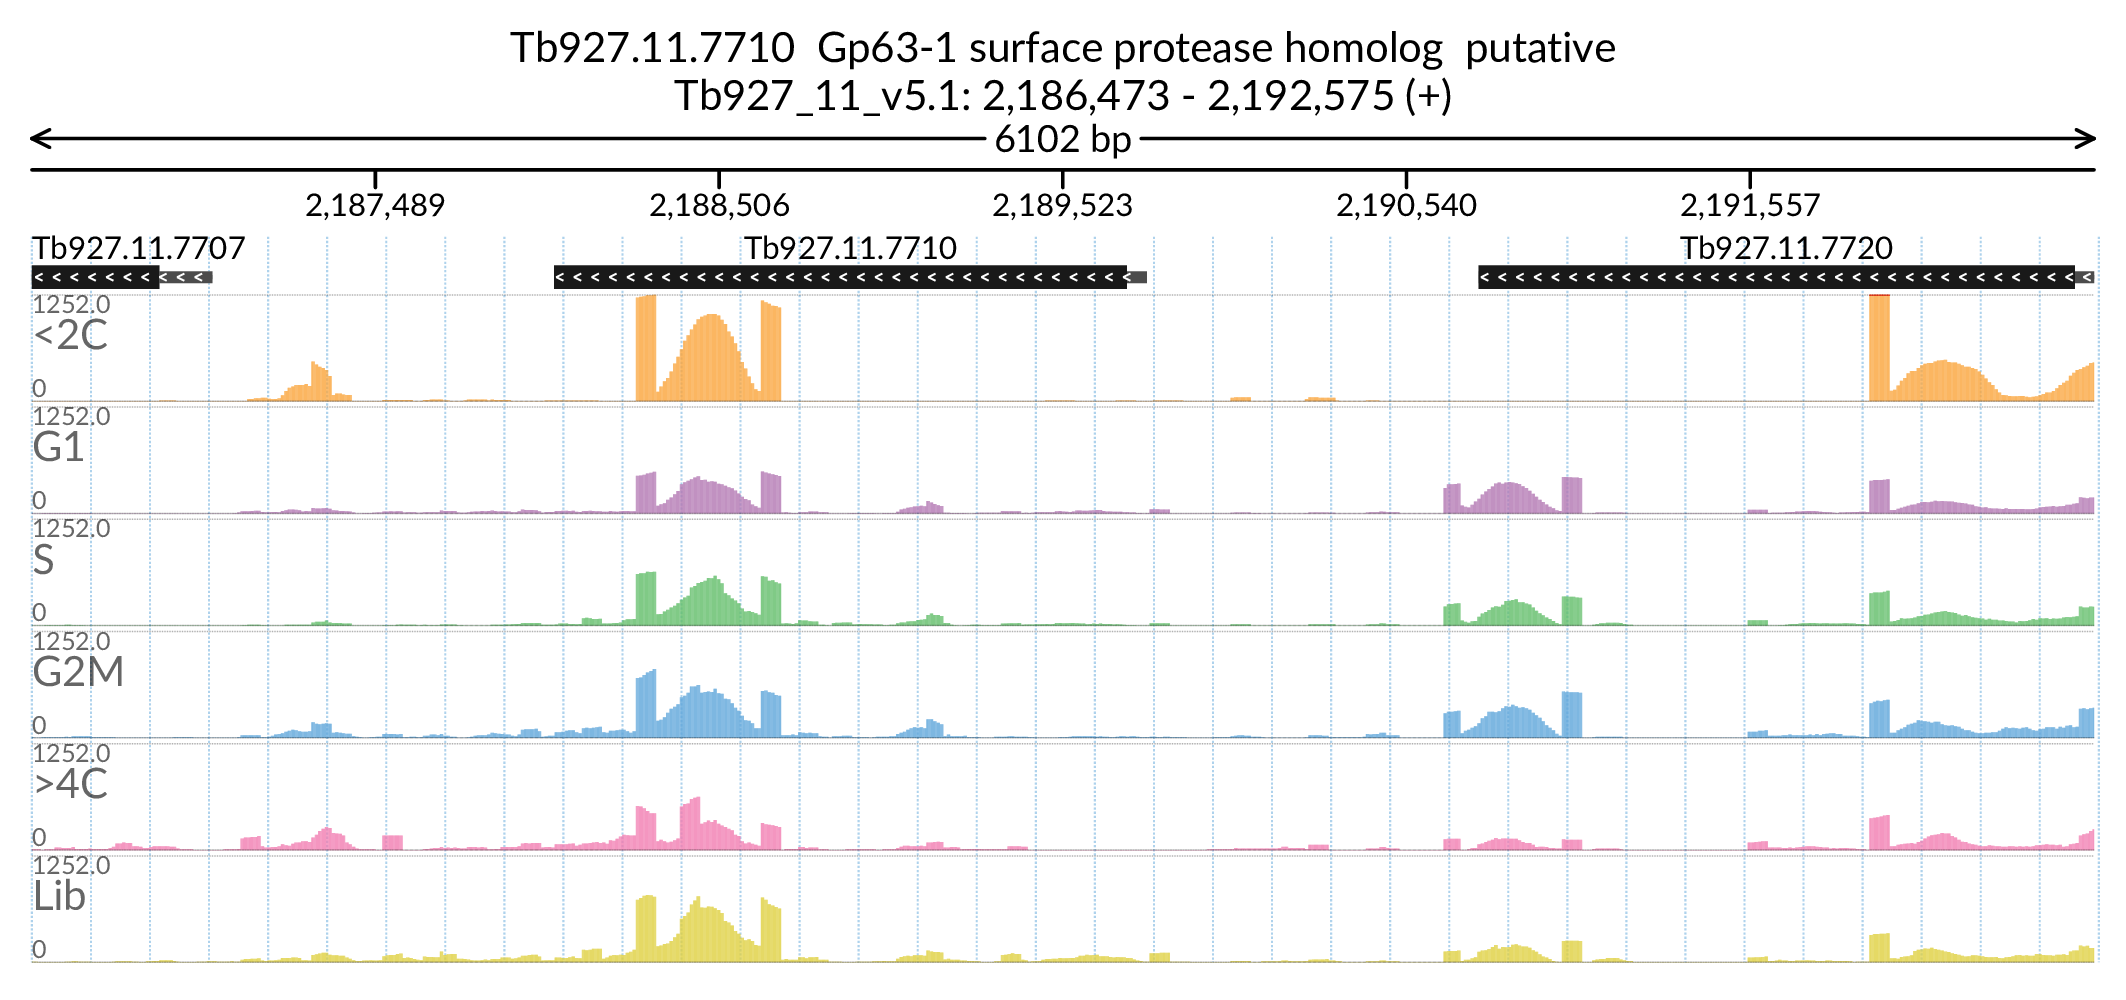 Tb927.11.7710  Gp63-1 surface protease homolog  putative
Tb927_11_v5.1: 2,186,473 - 2,192,575 (+)
6102 bp
2,187,489 2,188,506 2,189,523 2,190,540 2,191,557
Tb927.11.7707 Tb927.11.7710 Tb927.11.7720
1252.0
<2C
0
1252.0
G1
0
1252.0
S
0
1252.0
G2M
0
1252.0
>4C
0
1252.0
Lib
0